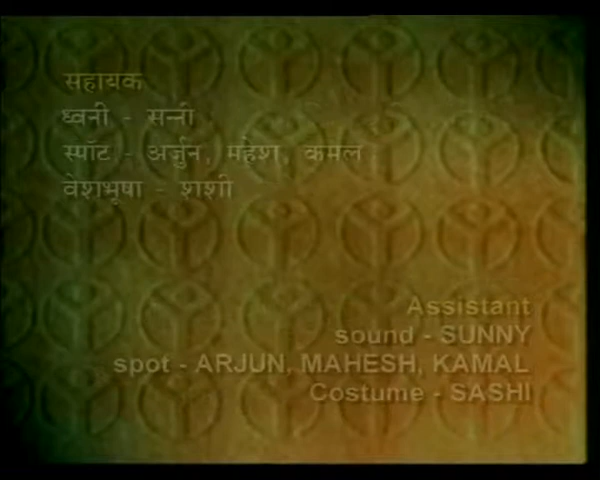 सहायक
ध्वनी - सन्नी
स्पॉट - अर्जुन, महेश, कमल
वेशभूषा - शशी
Assistant
sound - SUNNY
spot - ARJUN, MAHESH, KAMAL
Costume - SASHI